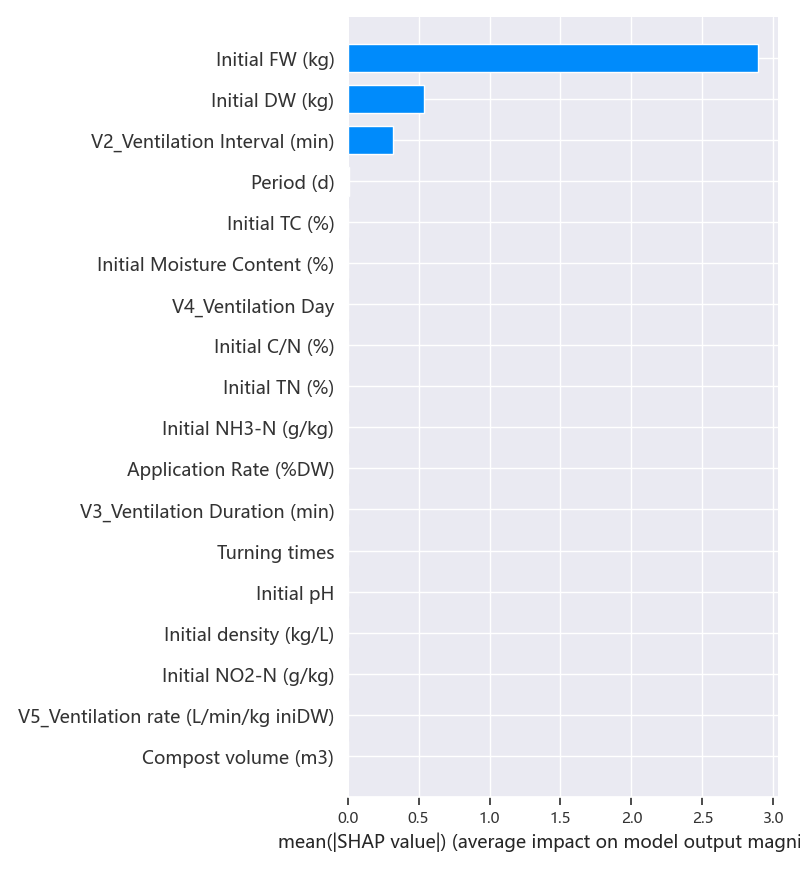 Initial FW (kg)
Initial DW (kg)
V2_Ventilation Interval (min)
Period (d)
Initial TC (%)
Initial Moisture Content (%)
V4_Ventilation Day
Initial C/N (%)
Initial TN (%)
Initial NH3-N (g/kg)
Application Rate (%DW)
V3_Ventilation Duration (min)
Turning times
Initial pH
Initial density (kg/L)
Initial NO2-N (g/kg)
V5_Ventilation rate (L/min/kg iniDW)
Compost volume (m3)
0.0 0.5 1.0 1.5 2.0 2.5 3.0
mean(|SHAP value|) (average impact on model output magni